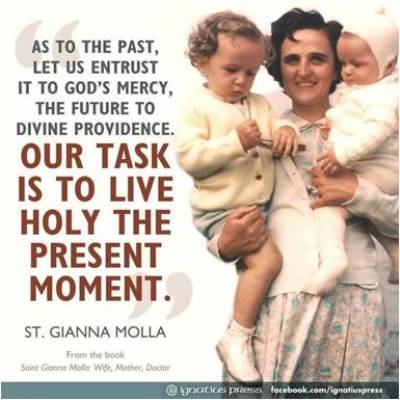 AS TO THE PAST,
LET US ENTRUST
IT TO GOD'S MERCY,
THE FUTURE TO
DIVINE PROVIDENCE.
OUR TASK
IS TO LIVE
HOLY THE
PRESENT
MOMENT.
ST. GIANNA MOLLA
From the book
Saint Gianna Molla: Wife, Mother, Doctor
ignatius press facebook.com/ignatiuspress